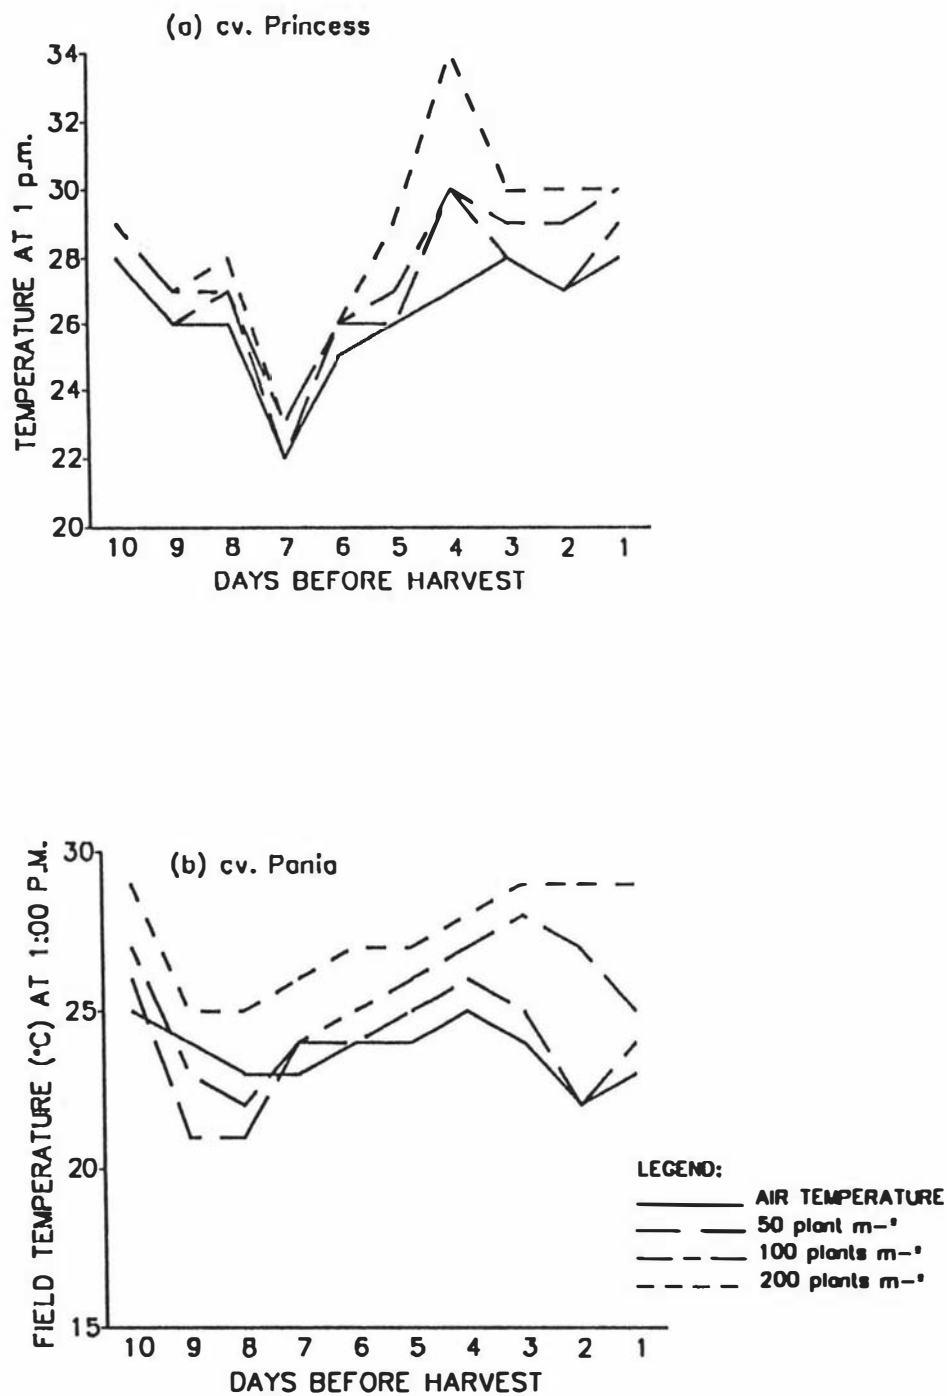 (a) cv. Princess
TEMPERATURE AT 1 p.m.
34
32
30
28
26
24
22
20
10 9 8 7 6 5 4 3 2 1
DAYS BEFORE HARVEST
(b) cv. Pania
FIELD TEMPERATURE (°C) AT 1:00 P.M.
30
25
20
15
10 9 8 7 6 5 4 3 2 1
DAYS BEFORE HARVEST
LEGEND:
AIR TEMPERATURE
50 plant m-²
100 plants m-²
200 plants m-²